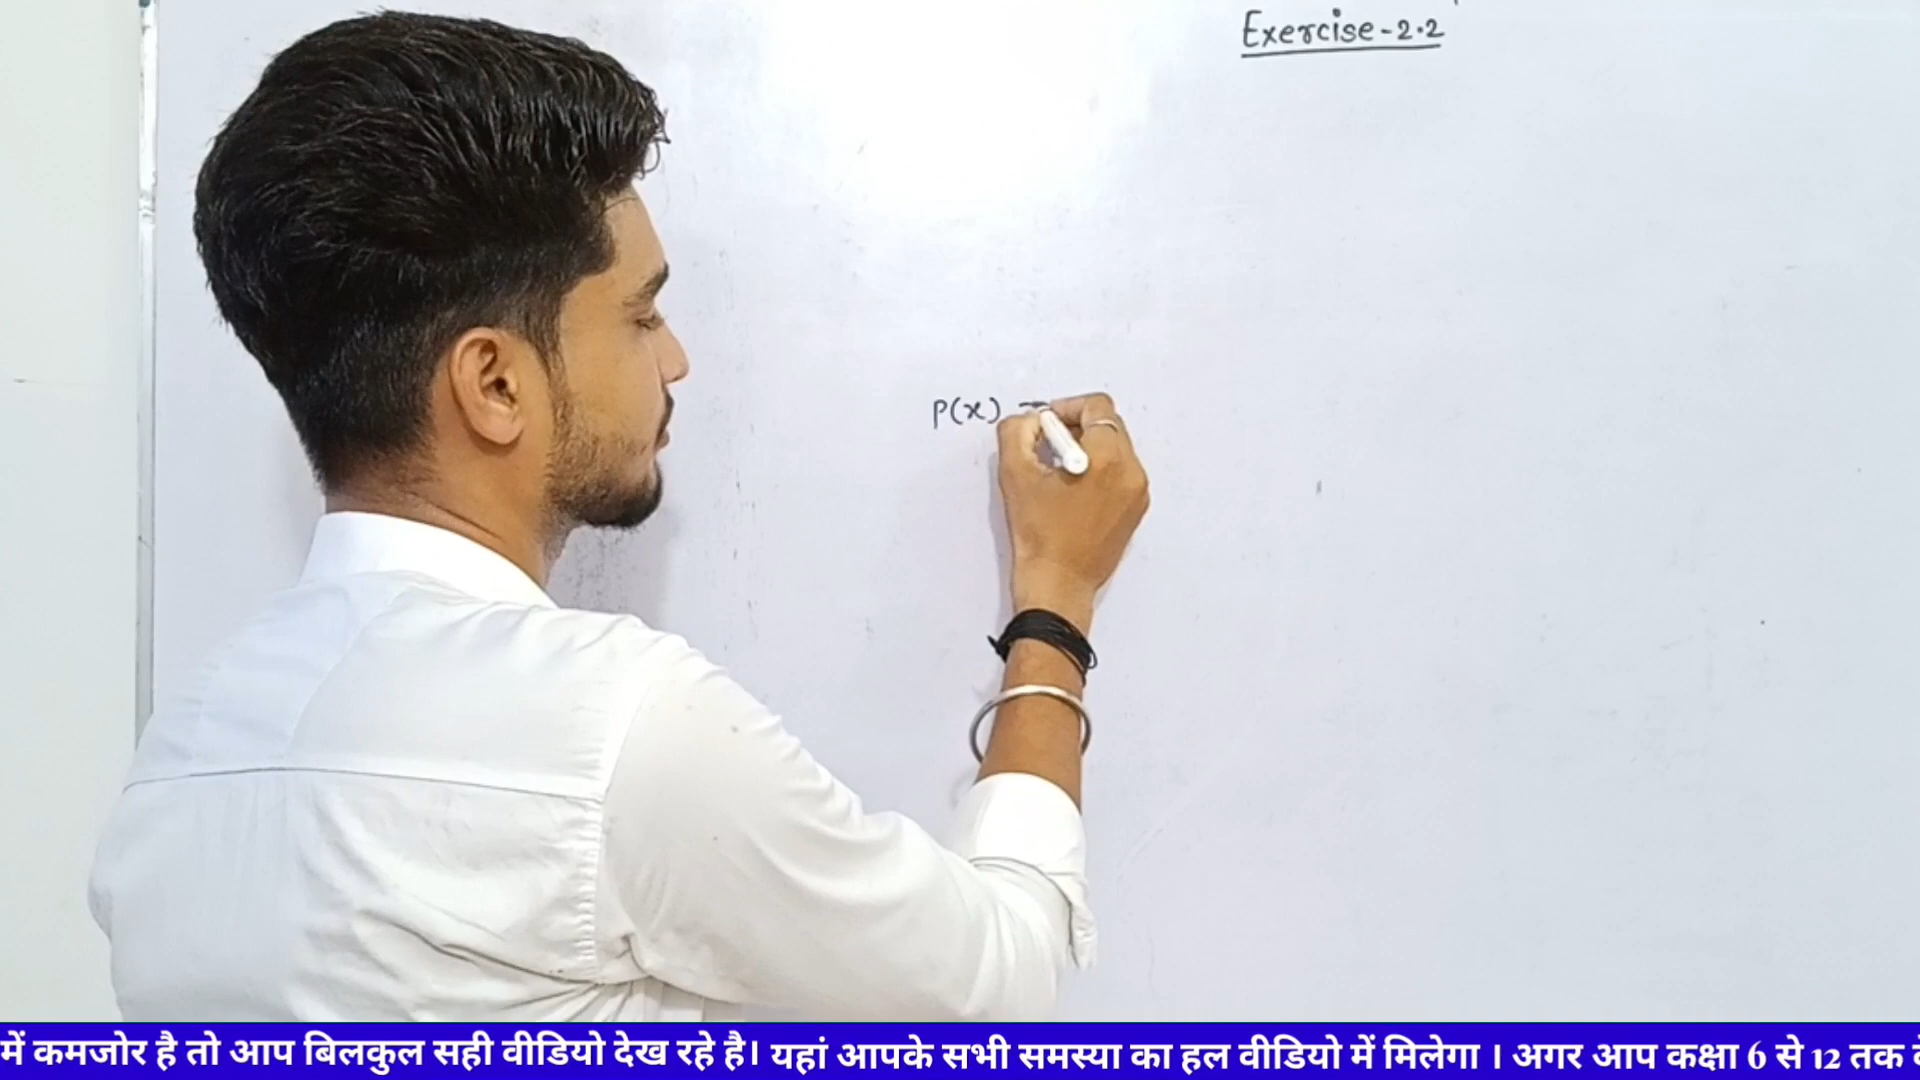 Exercise-2.2
P(x) =
में कमजोर है तो आप बिलकुल सही वीडियो देख रहे है। यहां आपके सभी समस्या का हल वीडियो में मिलेगा । अगर आप कक्षा 6 से 12 तक